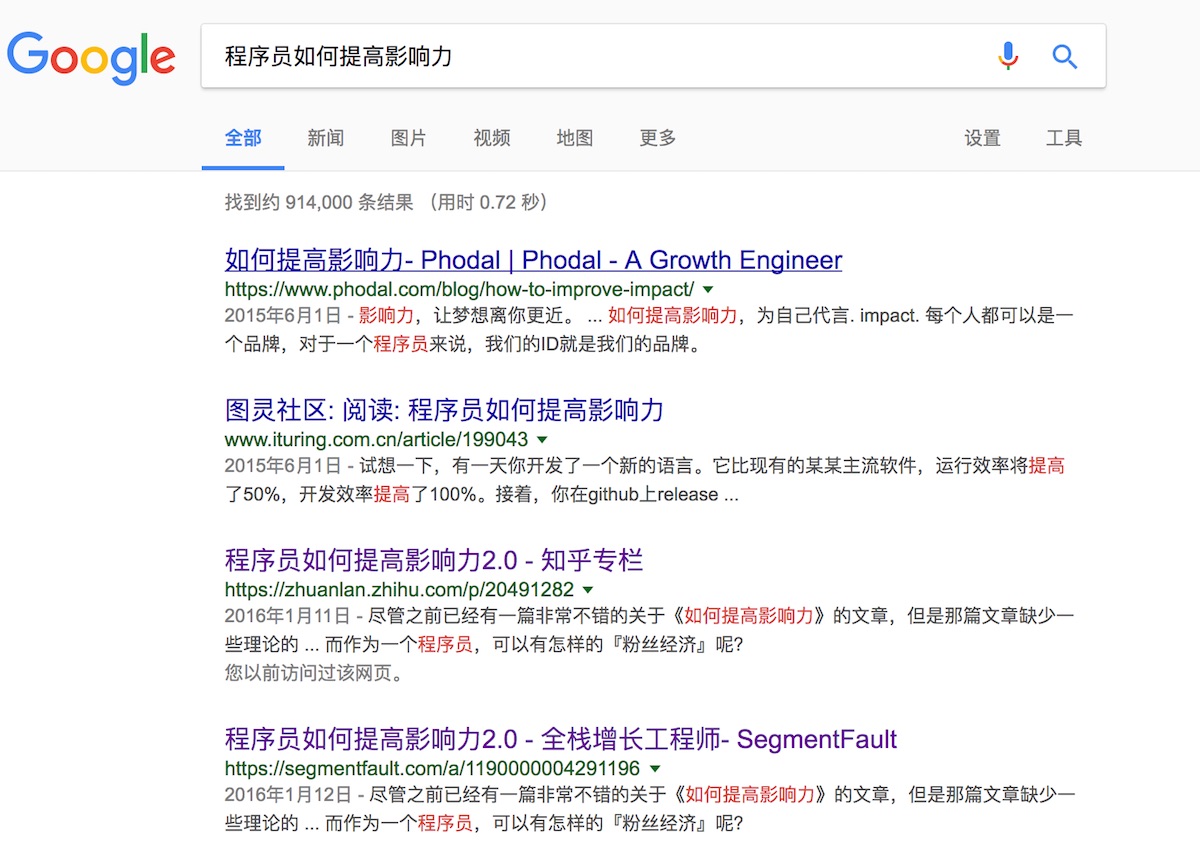 Google
程序员如何提高影响力
全部 新闻 图片 视频 地图 更多 设置 工具
找到约 914,000 条结果 （用时 0.72 秒）
如何提高影响力- Phodal | Phodal - A Growth Engineer
https://www.phodal.com/blog/how-to-improve-impact/
2015年6月1日 - 影响力，让梦想离你更近。 ... 如何提高影响力，为自己代言. impact. 每个人都可以是一
个品牌，对于一个程序员来说，我们的ID就是我们的品牌。
图灵社区: 阅读: 程序员如何提高影响力
www.ituring.com.cn/article/199043
2015年6月1日 - 试想一下，有一天你开发了一个新的语言。它比现有的某某主流软件，运行效率将提高
了50%，开发效率提高了100%。接着，你在github上release ...
程序员如何提高影响力2.0 - 知乎专栏
https://zhuanlan.zhihu.com/p/20491282
2016年1月11日 - 尽管之前已经有一篇非常不错的关于《如何提高影响力》的文章，但是那篇文章缺少一
些理论的 ... 而作为一个程序员，可以有怎样的『粉丝经济』呢?
您以前访问过该网页。
程序员如何提高影响力2.0 - 全栈增长工程师- SegmentFault
https://segmentfault.com/a/1190000004291196
2016年1月12日 - 尽管之前已经有一篇非常不错的关于《如何提高影响力》的文章，但是那篇文章缺少一
些理论的 ... 而作为一个程序员，可以有怎样的『粉丝经济』呢?